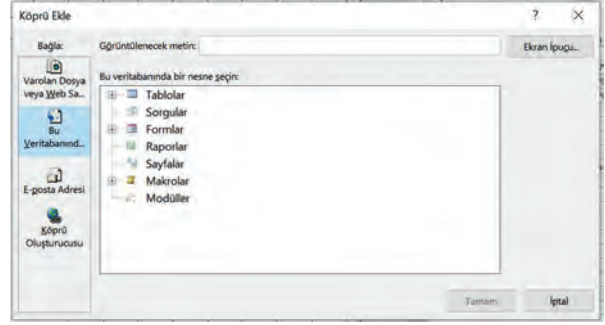 Köprü Ekle
?
Bağla:
Görüntülenecek metin:
Ekran İpucu...
Varolan Dosya
veya Web Sa...
Bu veritabanında bir nesne seçin:
Bu
Veritabanınd...
E-posta Adresi
Köprü
Oluşturucusu
Tablolar
Sorgular
Formlar
Raporlar
Sayfalar
Makrolar
Modüller
Tamam
İptal